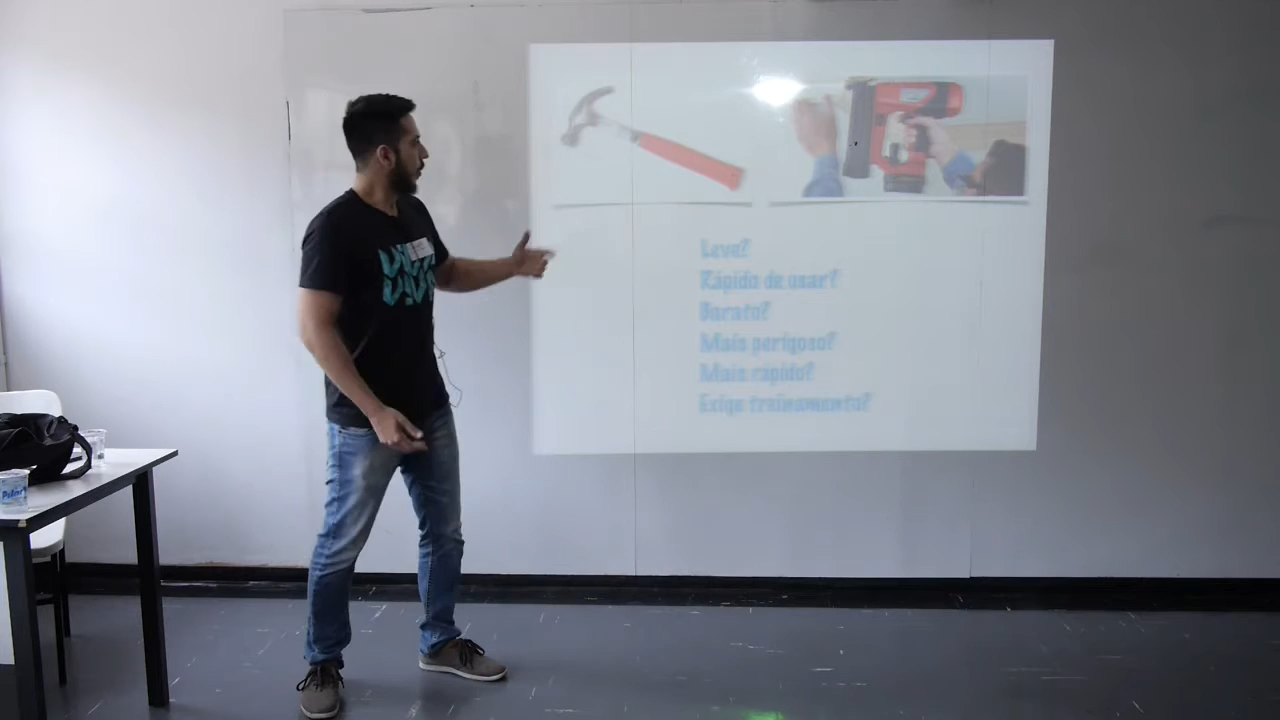 Leve?
Rápido de usar?
Barato?
Mais perigoso?
Mais rápido?
Exige treinamento?